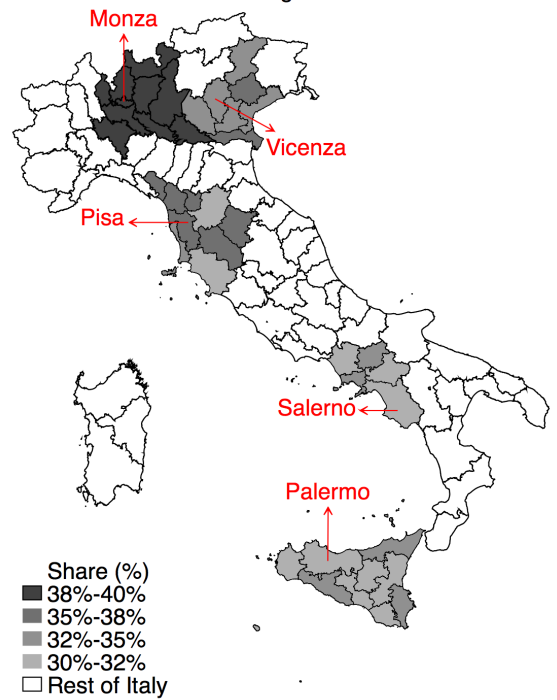 Monza
Vicenza
Pisa
Salerno
Palermo
Share (%)
38%-40%
35%-38%
32%-35%
30%-32%
Rest of Italy